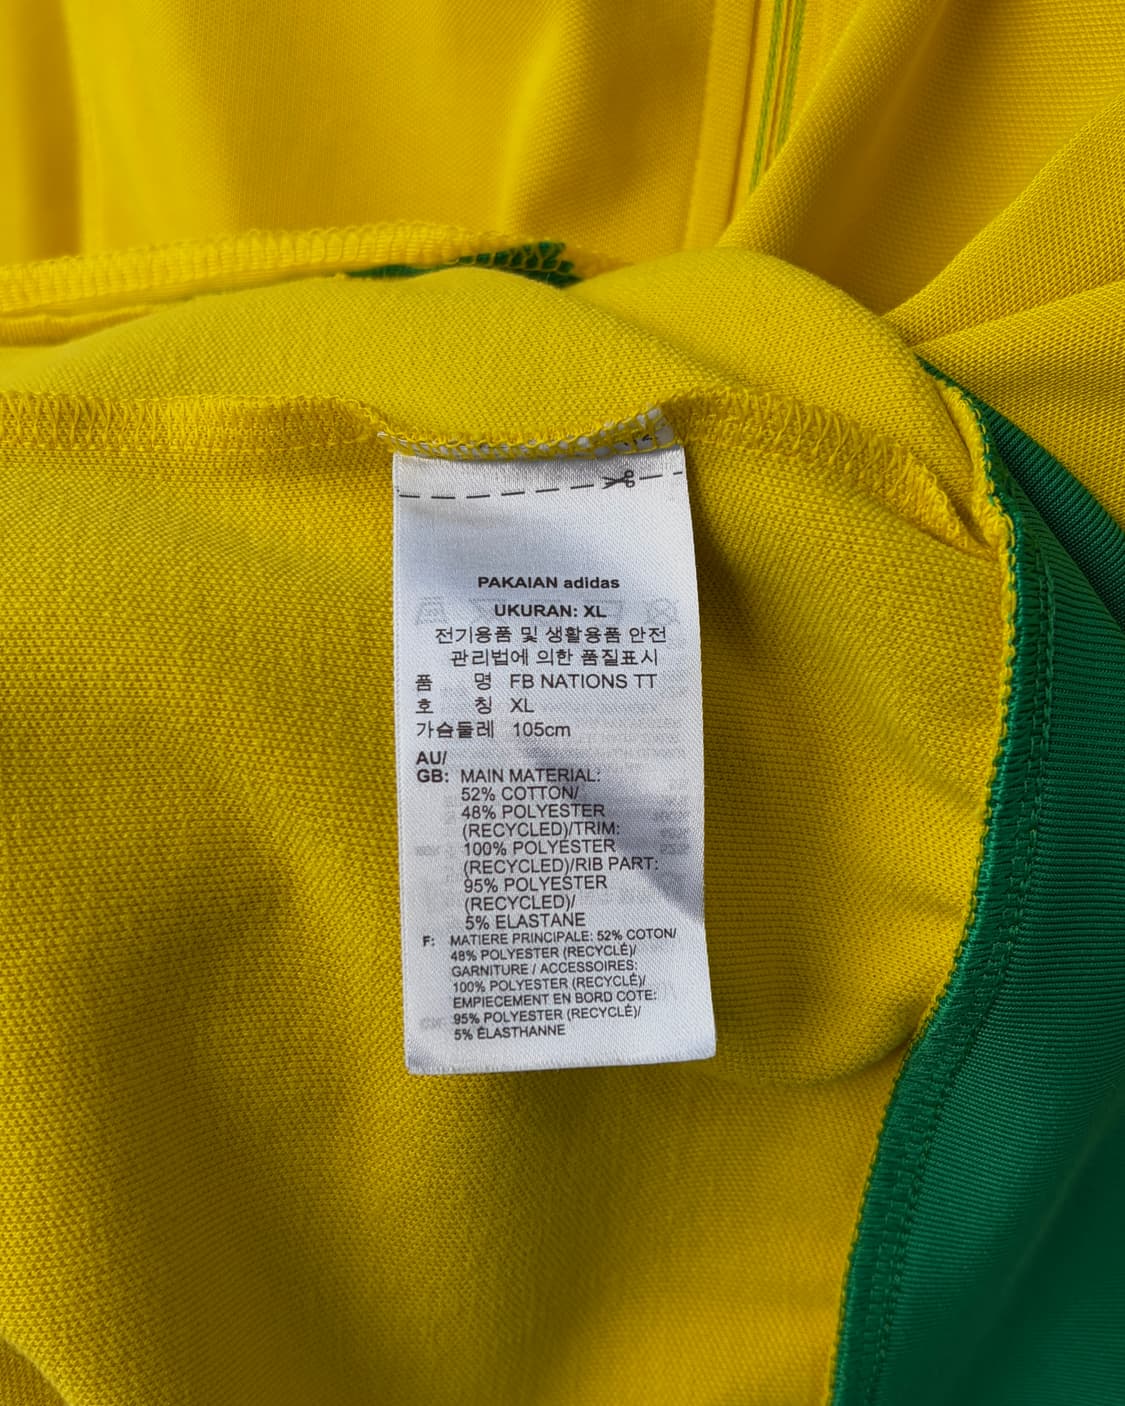 PAKAIAN adidas
UKURAN: XL
전기용품 및 생활용품 안전
관리법에 의한 품질표시
품 명 FB NATIONS TT
호 칭 XL
가슴둘레 105cm
AU/
GB: MAIN MATERIAL:
52% COTTON/
48% POLYESTER
(RECYCLED)/TRIM:
100% POLYESTER
(RECYCLED)/RIB PART:
95% POLYESTER
(RECYCLED)/
5% ELASTANE
F: MATIERE PRINCIPALE: 52% COTON/
48% POLYESTER (RECYCLÉ)/
GARNITURE / ACCESSOIRES:
100% POLYESTER (RECYCLÉ)/
EMPIECEMENT EN BORD COTE:
95% POLYESTER (RECYCLÉ)/
5% ÉLASTHANNE